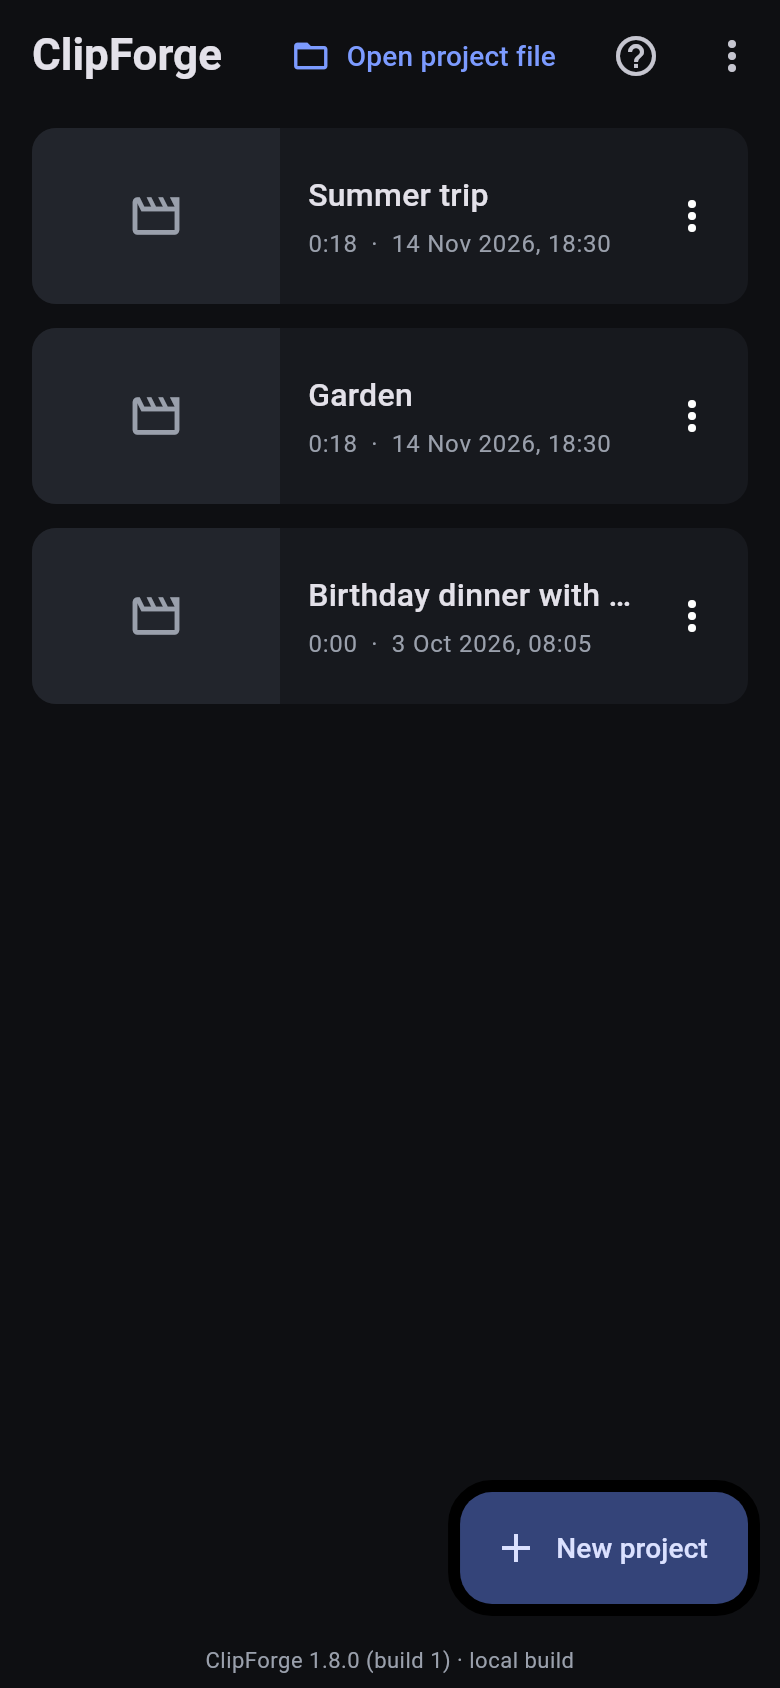 ClipForge
Open project file
Summer trip
0:18 · 14 Nov 2026, 18:30
Garden
0:18 · 14 Nov 2026, 18:30
Birthday dinner with …
0:00 · 3 Oct 2026, 08:05
New project
ClipForge 1.8.0 (build 1) · local build